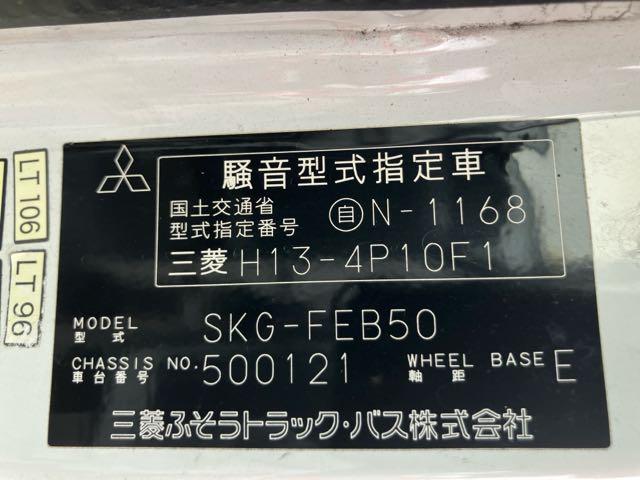 騒音型式指定車
国土交通省
型式指定番号 ㊂N-1168
三菱 H13-4P10F1
MODEL
型式 SKG-FEB50
CHASSIS NO.
車台番号 500121
WHEEL BASE
軸距 E
三菱ふそうトラック・バス株式会社
LT 106
LT 96